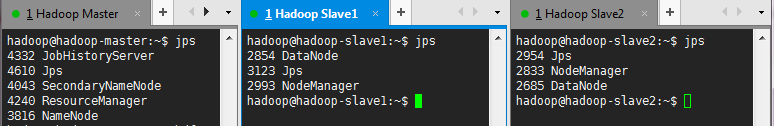 1 Hadoop Master
hadoop@hadoop-master:~$ jps
4332 JobHistoryServer
4610 Jps
4043 SecondaryNameNode
4240 ResourceManager
3816 NameNode
1 Hadoop Slave1
hadoop@hadoop-slave1:~$ jps
2854 DataNode
3123 Jps
2993 NodeManager
hadoop@hadoop-slave1:~$
1 Hadoop Slave2
hadoop@hadoop-slave2:~$ jps
2954 Jps
2833 NodeManager
2685 DataNode
hadoop@hadoop-slave2:~$